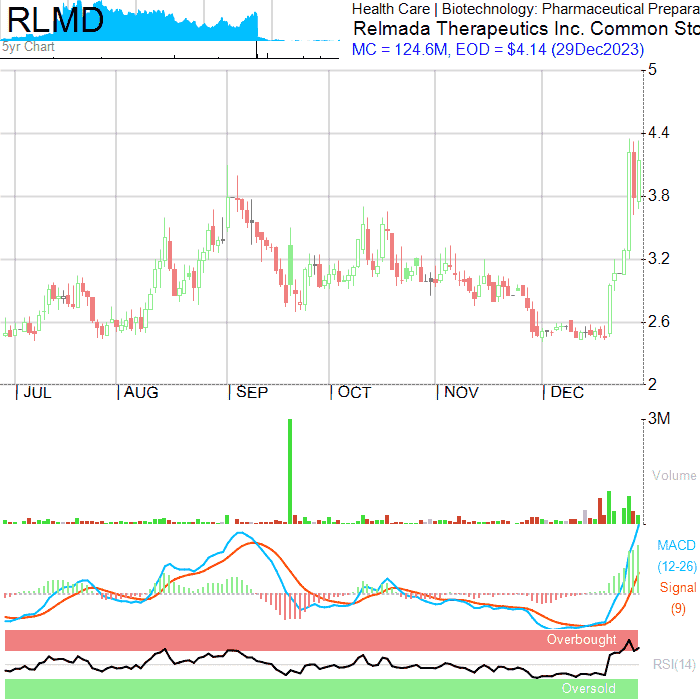 RLMD
5yr Chart
Health Care | Biotechnology: Pharmaceutical Prepara
Relmada Therapeutics Inc. Common Sto
MC = 124.6M, EOD = $4.14 (29Dec2023)
5
4.4
3.8
3.2
2.6
2
JUL AUG SEP OCT NOV DEC
3M
Volume
MACD
(12-26)
Signal
(9)
Overbought
RSI(14)
Oversold